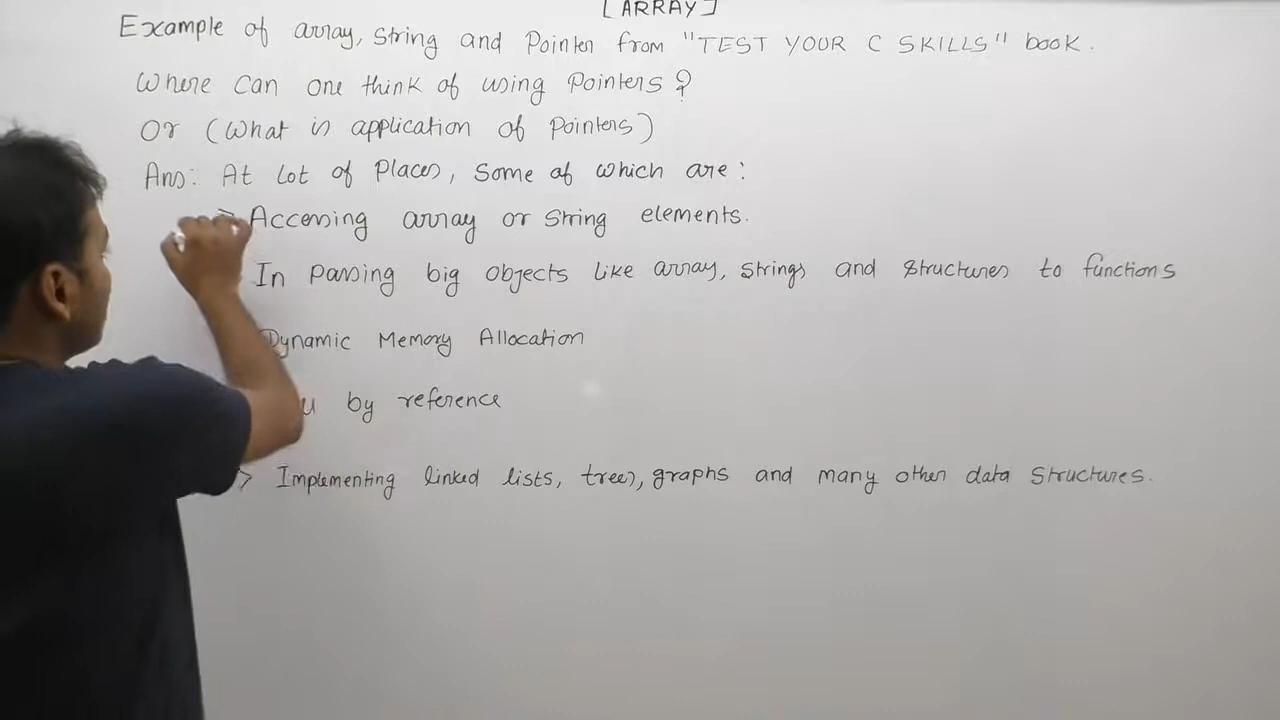 [ARRAY]
Example of array, string and Pointer from "TEST YOUR C SKILLS" book.
Where Can one think of using Pointers?
Or (What is application of Pointers)
Ans: At Lot of Places, Some of which are:
> Accessing array or String elements.
In Passing big objects like array, strings and structures to functions
Dynamic Memory Allocation
by reference
> Implementing linked lists, trees, graphs and many other data Structures.